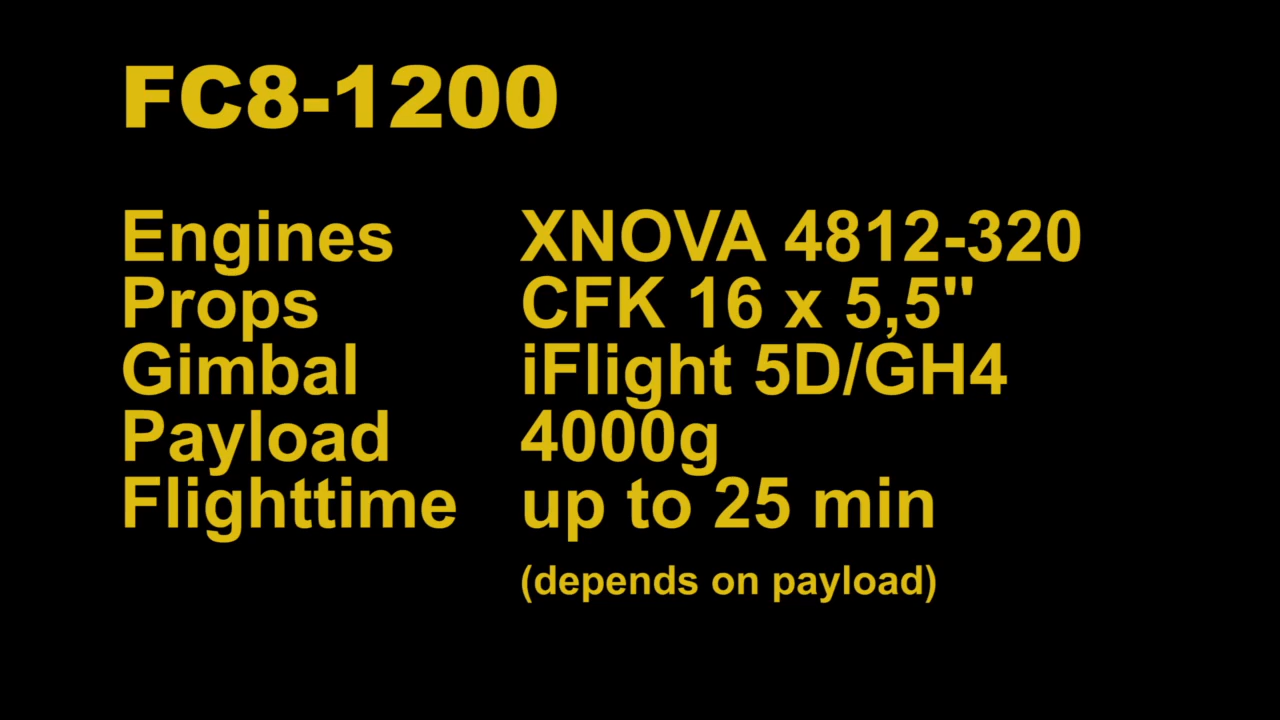 FC8-1200
Engines XNOVA 4812-320
Props CFK 16 x 5,5"
Gimbal iFlight 5D/GH4
Payload 4000g
Flighttime up to 25 min
(depends on payload)